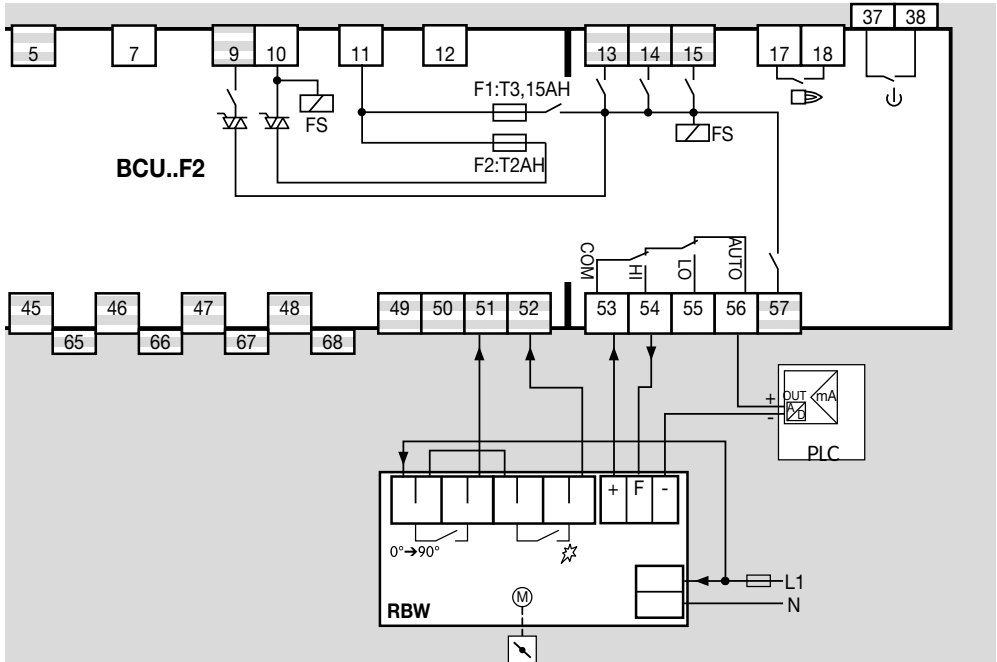 37 38
5 7 9 10 11 12 13 14 15 17 18
F1:T3,15AH
FS
FS
F2:T2AH
BCU..F2
COM
HI
LO
AUTO
45 46 47 48 49 50 51 52 53 54 55 56 57
65 66 67 68
+ OUT mA
- A/D
PLC
+ F -
0°→90°
L1
M
N
RBW